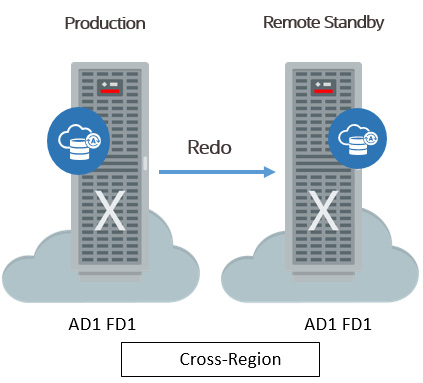 Production
Remote Standby
Redo
X
X
AD1 FD1
AD1 FD1
Cross-Region